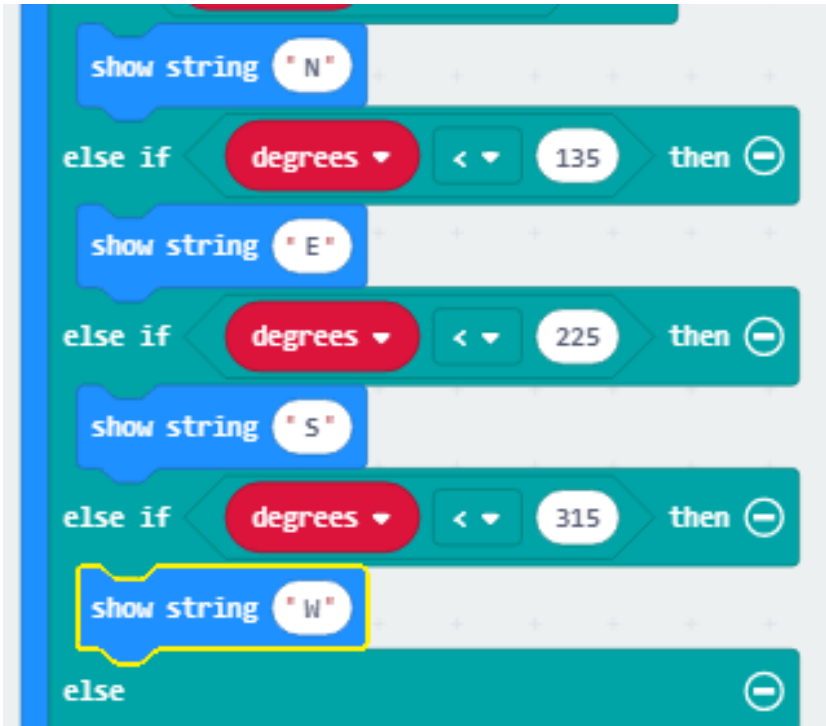 show string "N"
else if degrees < 135 then
show string "E"
else if degrees < 225 then
show string "S"
else if degrees < 315 then
show string "W"
else